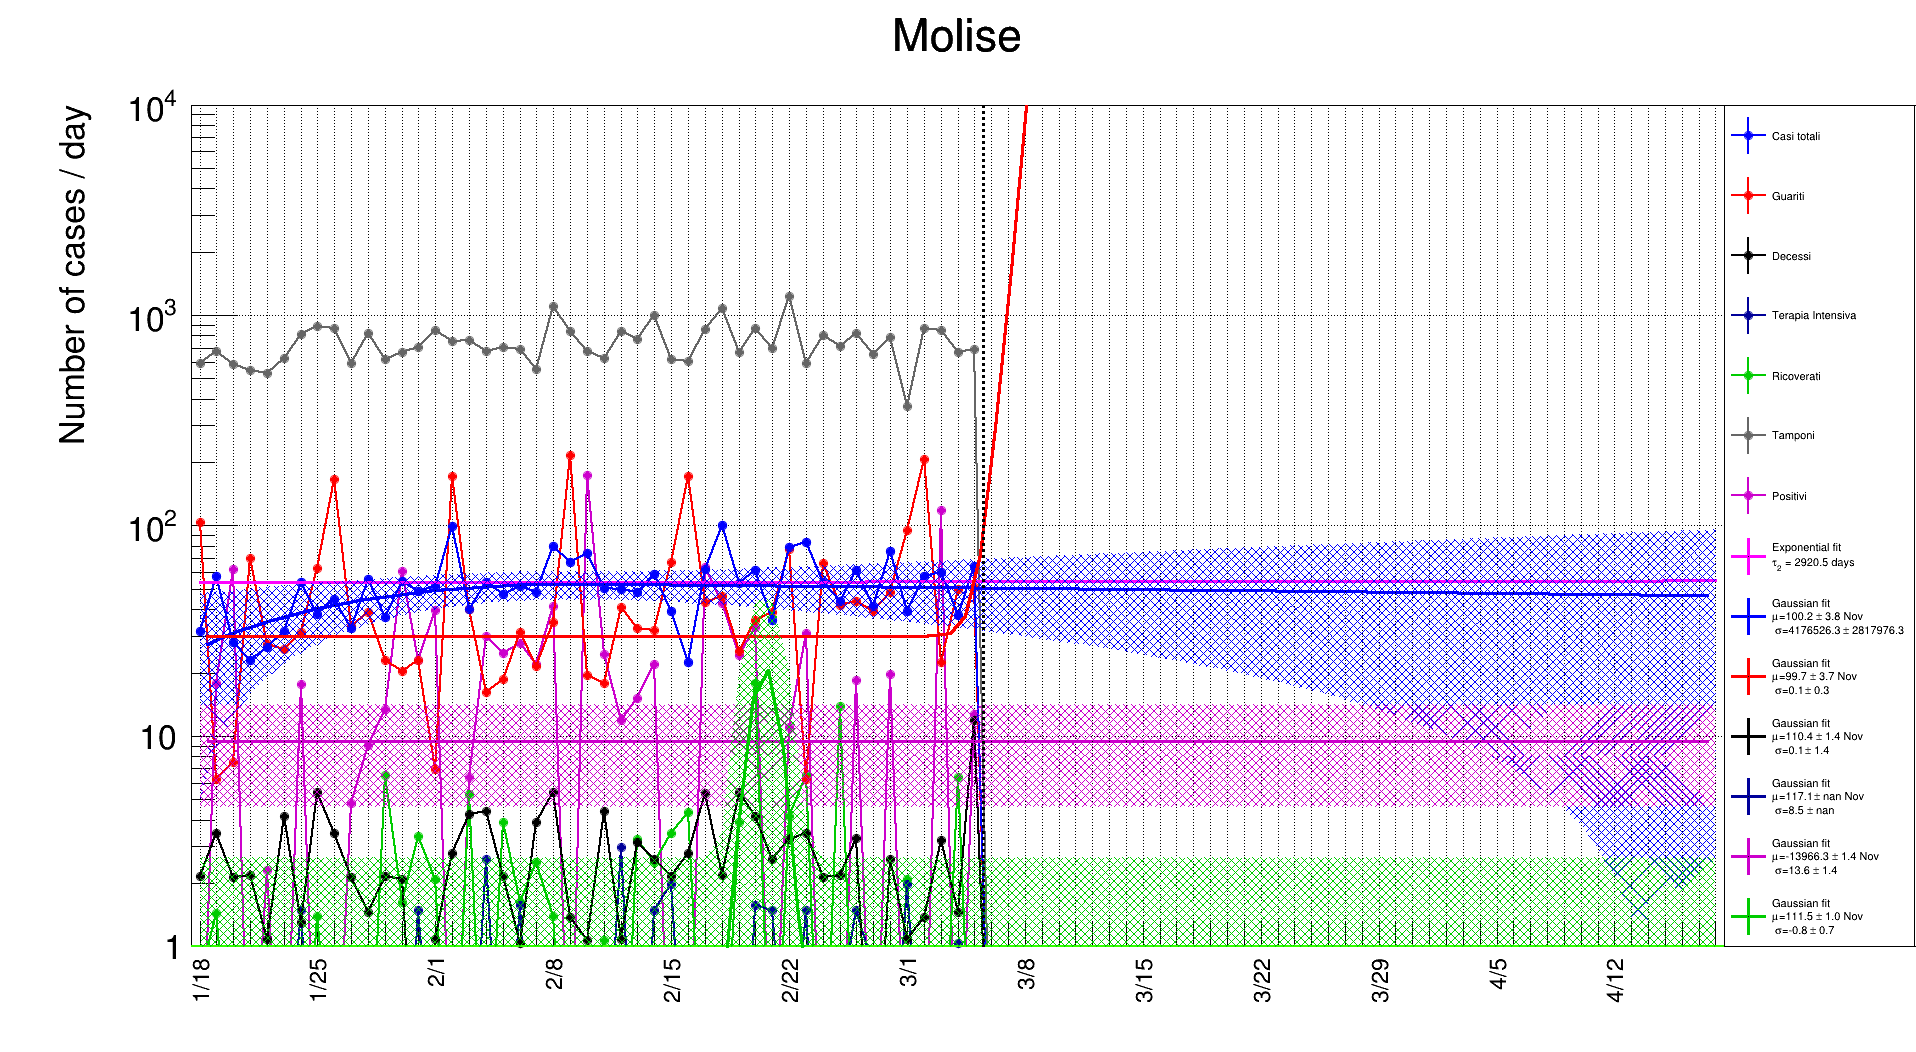 Molise
Number of cases / day
10^4
10^3
10^2
10
1
1/18
1/25
2/1
2/8
2/15
2/22
3/1
3/8
3/15
3/22
3/29
4/5
4/12
Casi totali
Guariti
Decessi
Terapia Intensiva
Ricoverati
Tamponi
Positivi
Exponential fit
τ₂ = 2920.5 days
Gaussian fit
μ=100.2 ± 3.8 Nov
σ=4176526.3 ± 2817976.3
Gaussian fit
μ=99.7 ± 3.7 Nov
σ=0.1 ± 0.3
Gaussian fit
μ=110.4 ± 1.4 Nov
σ=0.1 ± 1.4
Gaussian fit
μ=117.1 ± nan Nov
σ=8.5 ± nan
Gaussian fit
μ=-13966.3 ± 1.4 Nov
σ=13.6 ± 1.4
Gaussian fit
μ=111.5 ± 1.0 Nov
σ=-0.8 ± 0.7